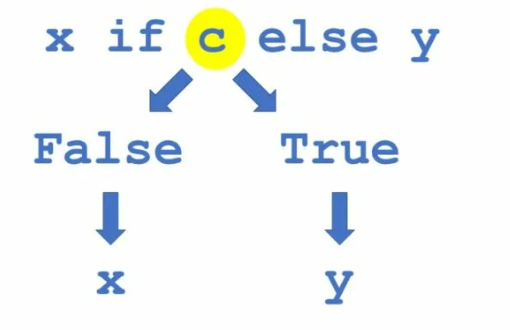 x if c else y
False True
x y